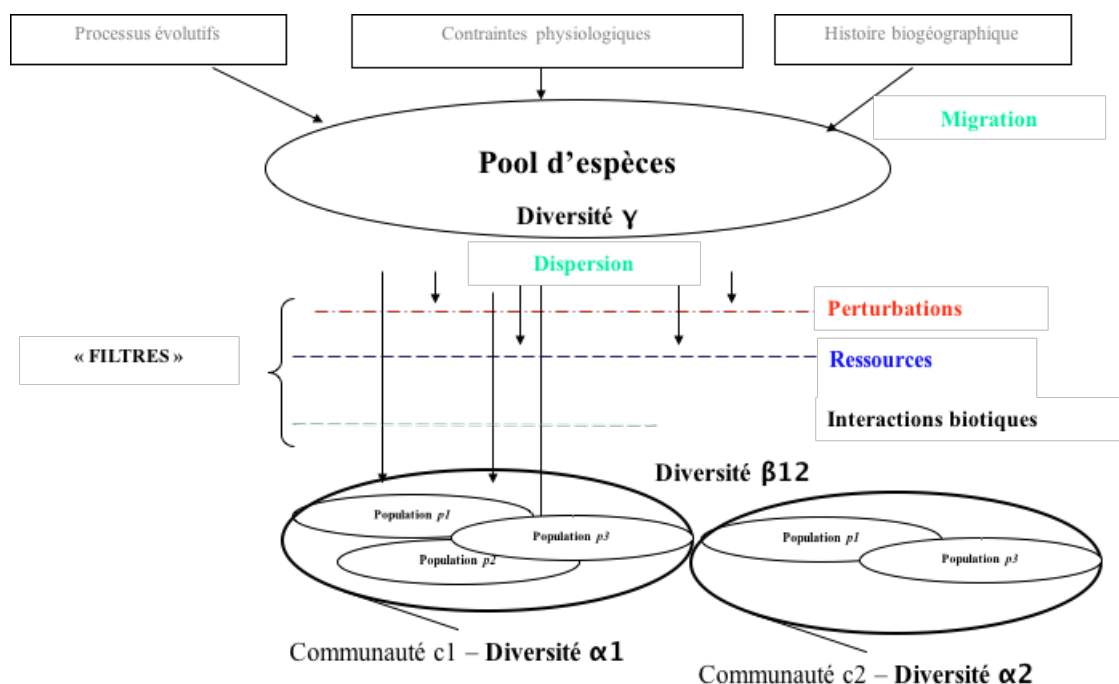 Processus évolutifs
Contraintes physiologiques
Histoire biogéographique
Migration
Pool d'espèces
Diversité γ
Dispersion
Perturbations
« FILTRES »
Ressources
Interactions biotiques
Diversité β12
Population p1
Population p3
Population p2
Population p1
Population p3
Communauté c1 – Diversité α1
Communauté c2 – Diversité α2